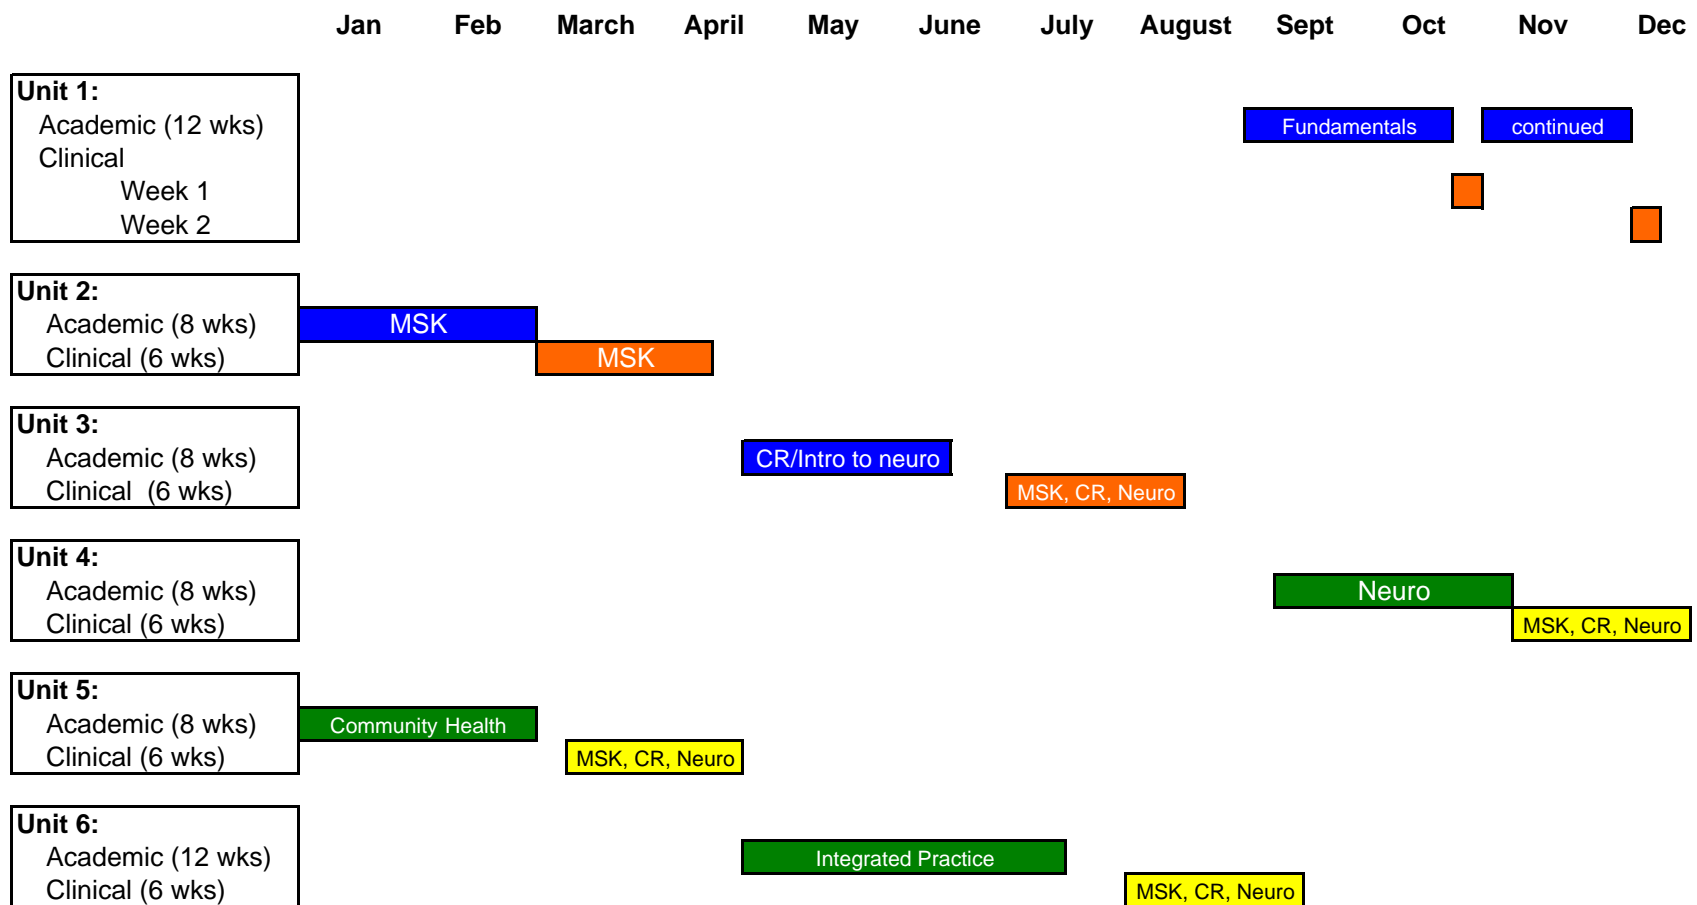 Jan Feb March April May June July August Sept Oct Nov Dec
Unit 1:
Academic (12 wks) Fundamentals continued
Clinical
Week 1
Week 2
Unit 2:
Academic (8 wks) MSK
Clinical (6 wks) MSK
Unit 3:
Academic (8 wks) CR/Intro to neuro
Clinical (6 wks) MSK, CR, Neuro
Unit 4:
Academic (8 wks) Neuro
Clinical (6 wks) MSK, CR, Neuro
Unit 5:
Academic (8 wks) Community Health
Clinical (6 wks) MSK, CR, Neuro
Unit 6:
Academic (12 wks) Integrated Practice
Clinical (6 wks) MSK, CR, Neuro